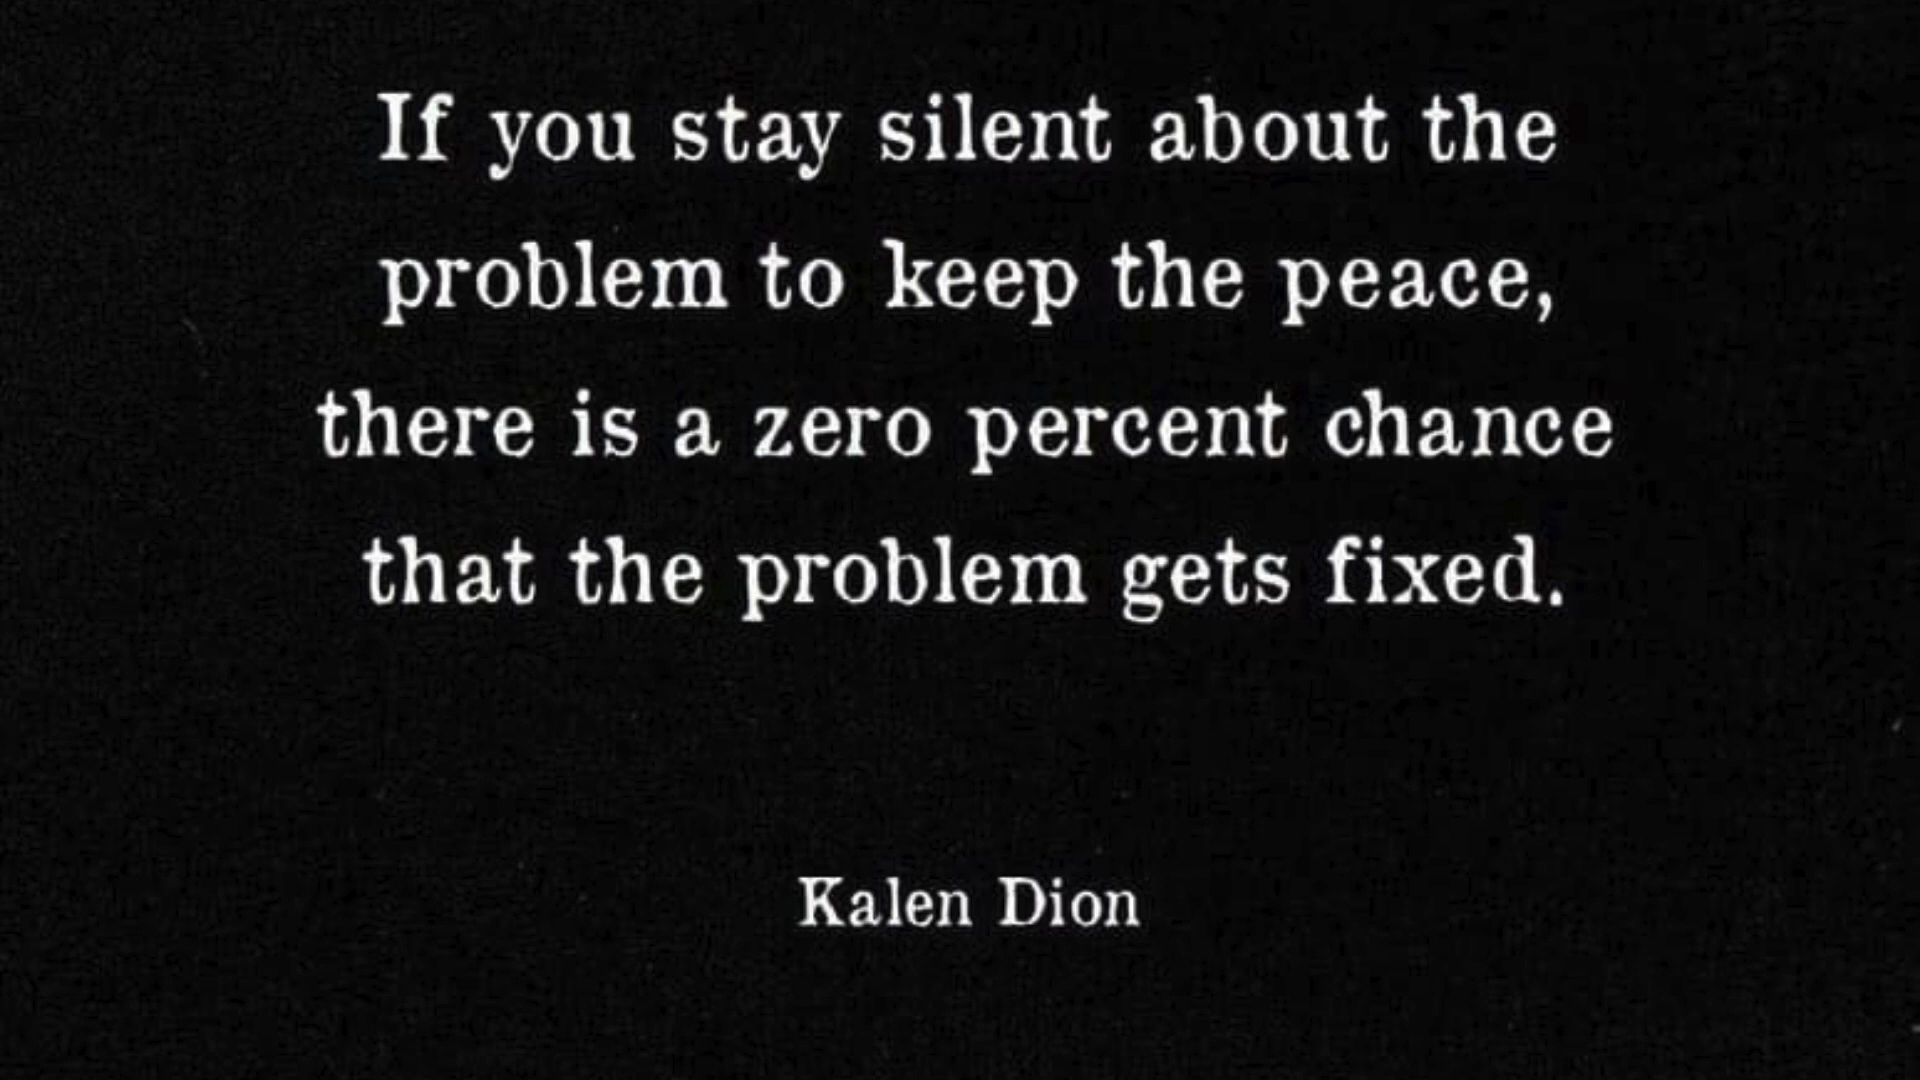 If you stay silent about the
problem to keep the peace,
there is a zero percent chance
that the problem gets fixed.
Kalen Dion